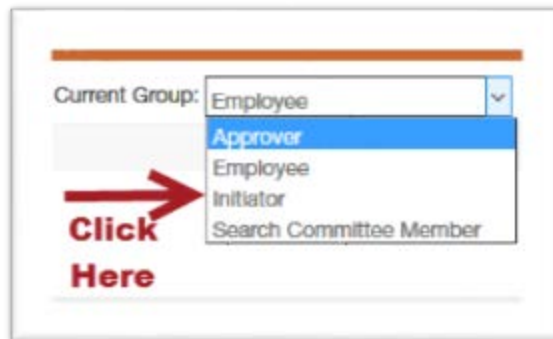 Current Group: Employee
Approver
Employee
Initiator
Search Committee Member
Click
Here